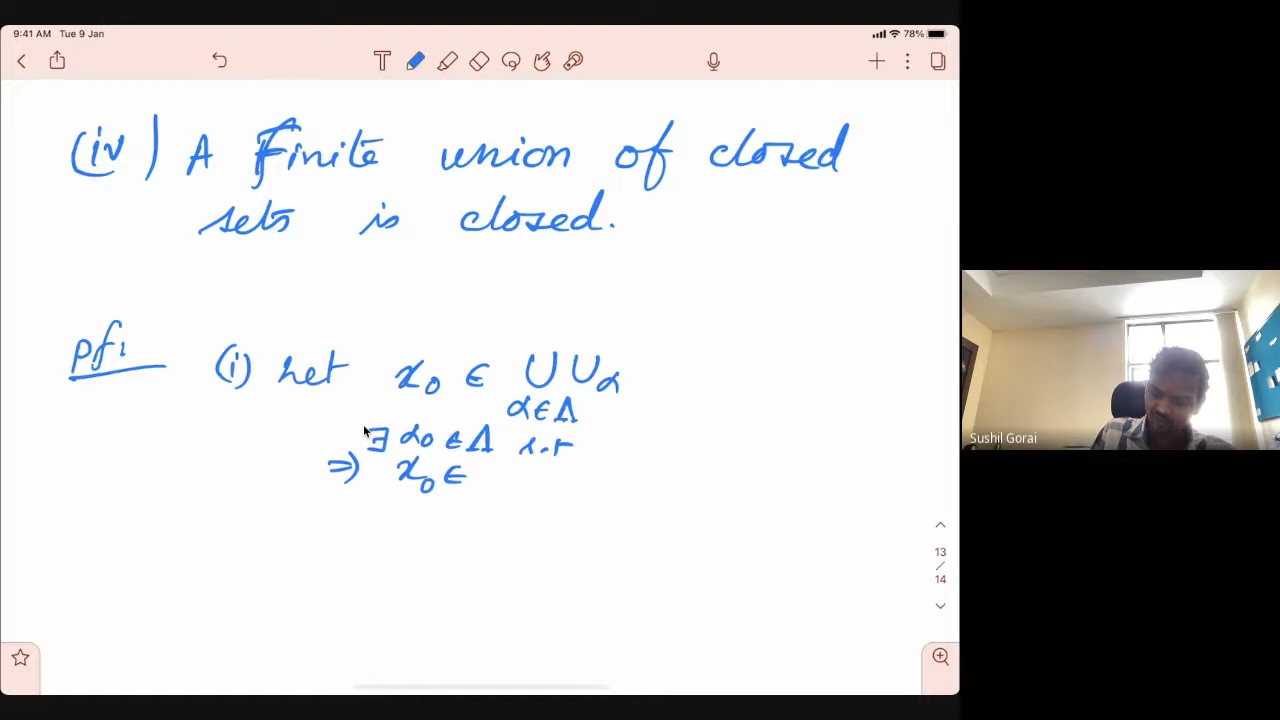 9:41 AM Tue 9 Jan
78%
(iv) A Finite union of closed
sets is closed.
Pf:
(i) Let x₀ ∈ ⋃ U_α
α∈Λ
∃ α₀ ∈ Λ s.t
⇒ x₀ ∈
Sushil Gorai
13
/
14